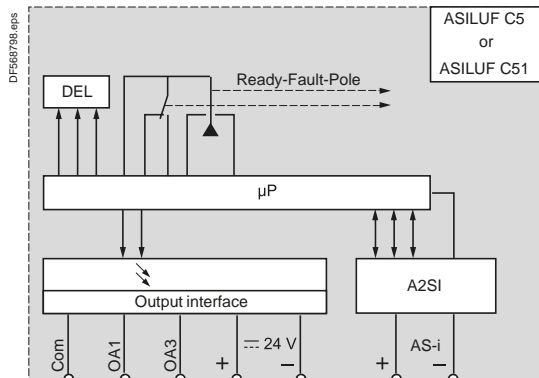 DF568798.eps
ASILUF C5
or
ASILUF C51
Ready-Fault-Pole
DEL
µP
A2SI
Output interface
Com
OA1
OA3
+
24 V
−
+
AS-i
−